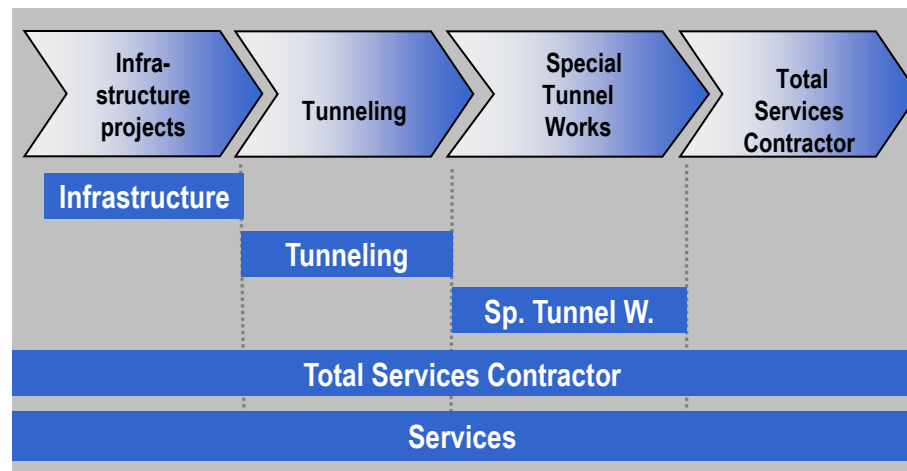 Infra-
structure
projects
Tunneling
Special
Tunnel
Works
Total
Services
Contractor
Infrastructure
Tunneling
Sp. Tunnel W.
Total Services Contractor
Services